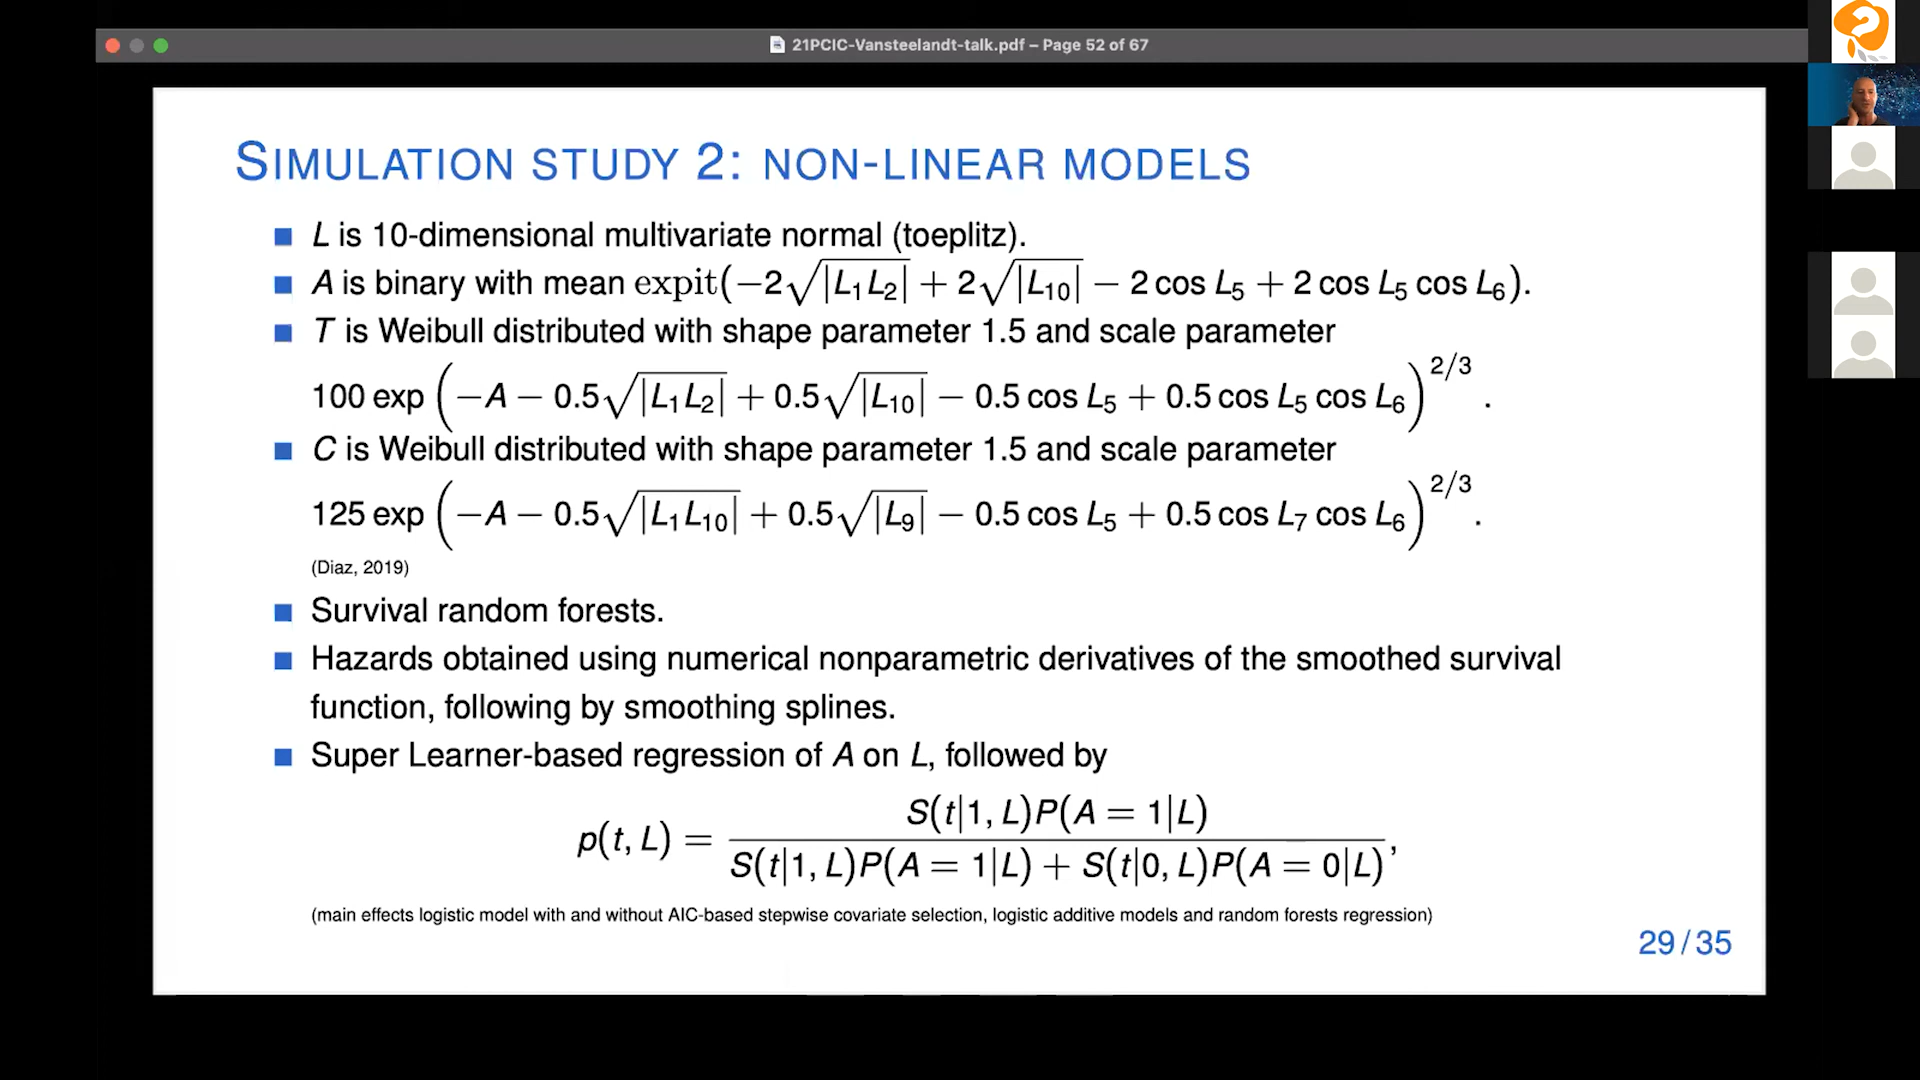 21PCIC-Vansteelandt-talk.pdf – Page 52 of 67
SIMULATION STUDY 2: NON-LINEAR MODELS
■ L is 10-dimensional multivariate normal (toeplitz).
■ A is binary with mean expit(−2√|L₁L₂| + 2√|L₁₀| − 2 cos L₅ + 2 cos L₅ cos L₆).
■ T is Weibull distributed with shape parameter 1.5 and scale parameter
100 exp (−A − 0.5√|L₁L₂| + 0.5√|L₁₀| − 0.5 cos L₅ + 0.5 cos L₅ cos L₆)^2/3 .
■ C is Weibull distributed with shape parameter 1.5 and scale parameter
125 exp (−A − 0.5√|L₁L₁₀| + 0.5√|L₉| − 0.5 cos L₅ + 0.5 cos L₇ cos L₆)^2/3 .
(Diaz, 2019)
■ Survival random forests.
■ Hazards obtained using numerical nonparametric derivatives of the smoothed survival
function, following by smoothing splines.
■ Super Learner-based regression of A on L, followed by
S(t|1, L)P(A = 1|L)
p(t, L) =
S(t|1, L)P(A = 1|L) + S(t|0, L)P(A = 0|L) ,
(main effects logistic model with and without AIC-based stepwise covariate selection, logistic additive models and random forests regression)
29 / 35